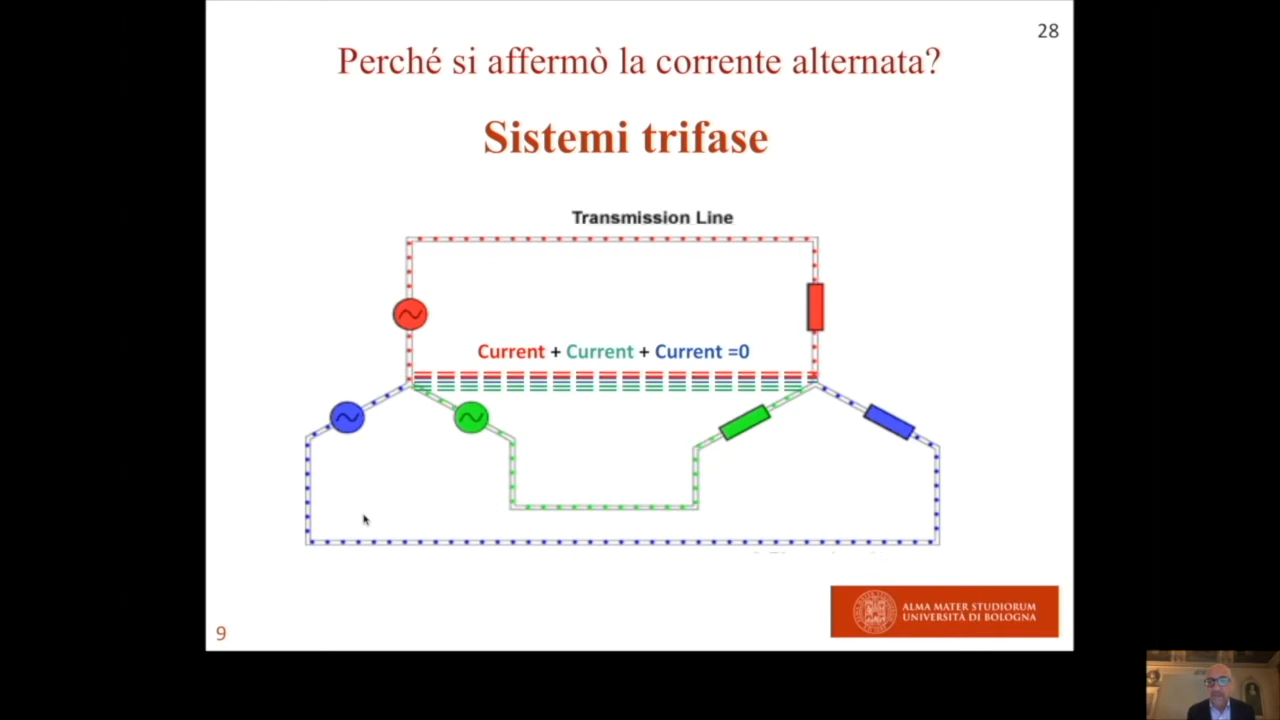 28
Perché si affermò la corrente alternata?
Sistemi trifase
Transmission Line
Current + Current + Current =0
ALMA MATER STUDIORUM
UNIVERSITÀ DI BOLOGNA
9